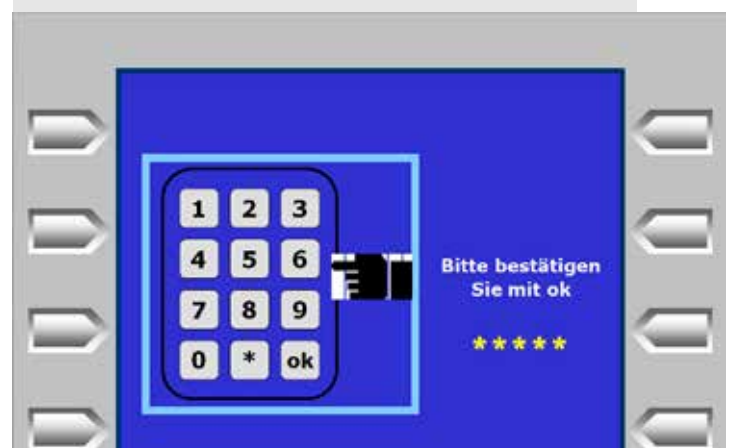 1 2 3
4 5 6
7 8 9
0 * ok
Bitte bestätigen
Sie mit ok
*****